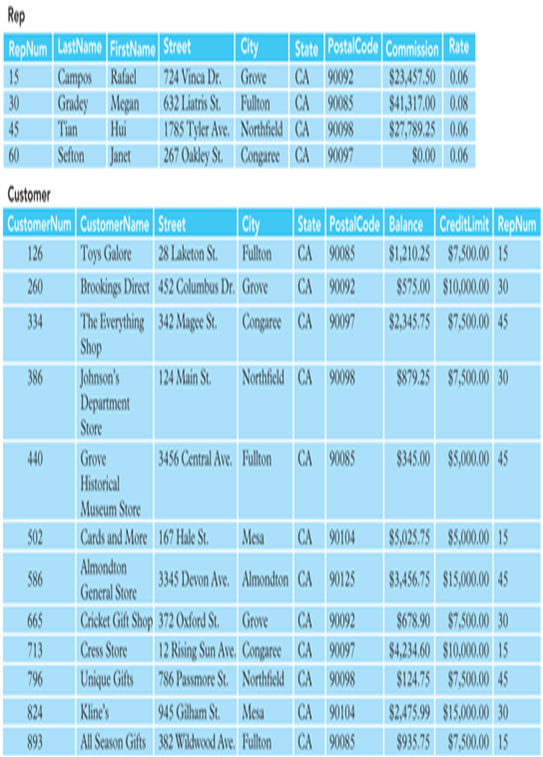 Rep
RepNum LastName FirstName Street City State PostalCode Commission Rate
15 Campos Rafael 724 Vinca Dr. Grove CA 90092 $23,457.50 0.06
30 Gradey Megan 632 Liatris St. Fullton CA 90085 $41,317.00 0.08
45 Tian Hui 1785 Tyler Ave. Northfield CA 90098 $27,789.25 0.06
60 Sefton Janet 267 Oakley St. Congaree CA 90097 $0.00 0.06
Customer
CustomerNum CustomerName Street City State PostalCode Balance CreditLimit RepNum
126 Toys Galore 28 Laketon St. Fullton CA 90085 $1,210.25 $7,500.00 15
260 Brookings Direct 452 Columbus Dr. Grove CA 90092 $575.00 $10,000.00 30
334 The Everything 342 Magee St. Congaree CA 90097 $2,345.75 $7,500.00 45
Shop
386 Johnson's 124 Main St. Northfield CA 90098 $879.25 $7,500.00 30
Department
Store
440 Grove 3456 Central Ave. Fullton CA 90085 $345.00 $5,000.00 45
Historical
Museum Store
502 Cards and More 167 Hale St. Mesa CA 90104 $5,025.75 $5,000.00 15
586 Almondton 3345 Devon Ave. Almondton CA 90125 $3,456.75 $15,000.00 45
General Store
665 Cricket Gift Shop 372 Oxford St. Grove CA 90092 $678.90 $7,500.00 30
713 Cress Store 12 Rising Sun Ave. Congaree CA 90097 $4,234.60 $10,000.00 15
796 Unique Gifts 786 Passmore St. Northfield CA 90098 $124.75 $7,500.00 45
824 Kline's 945 Gilham St. Mesa CA 90104 $2,475.99 $15,000.00 30
893 All Season Gifts 382 Wildwood Ave. Fullton CA 90085 $935.75 $7,500.00 15